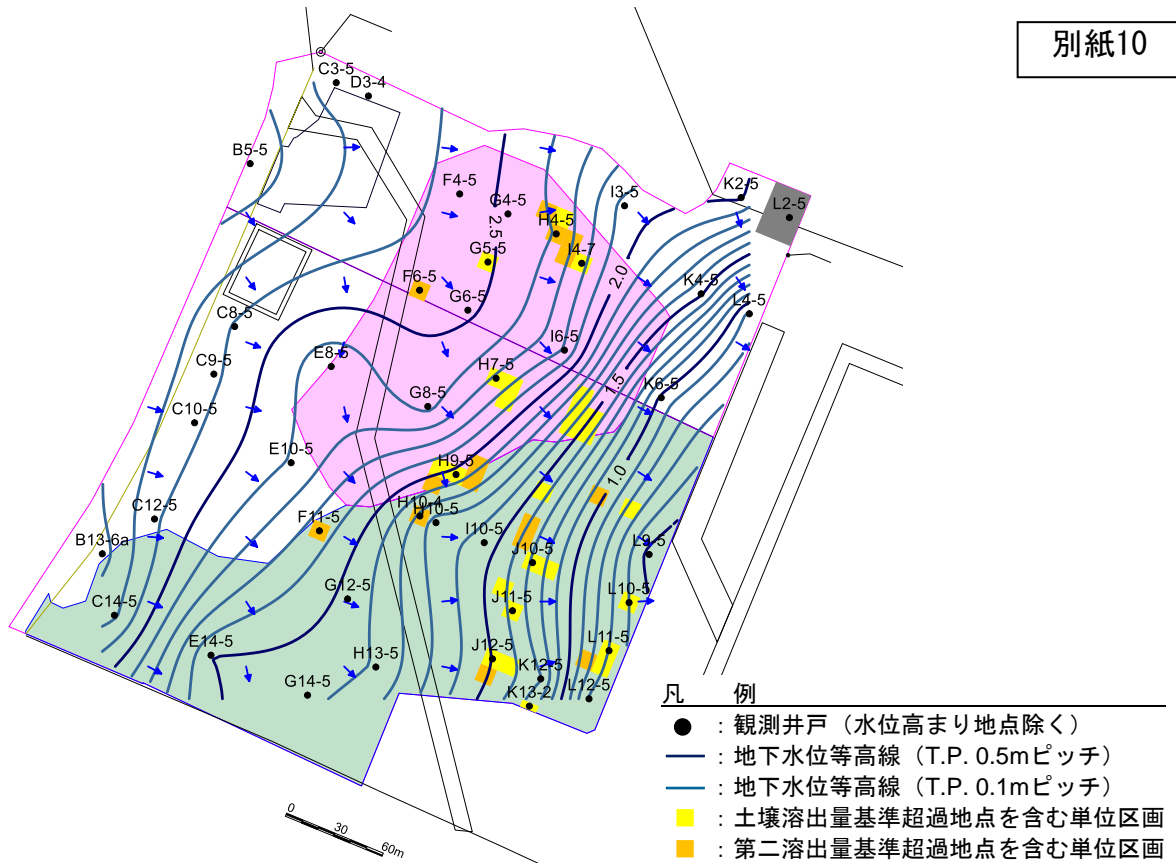 別紙10
C3-5
D3-4
B5-5
F4-5
G4-5
I3-5
K2-5
L2-5
H4-5
2.5
G5-5
I4-7
2.0
F6-5
G6-5
K4-5
L4-5
C8-5
I6-5
E8-5
C9-5
H7-5
1.5
K6-5
G8-5
C10-5
E10-5
H9-5
1.0
C12-5
F11-5
H10-4
H10-5
I10-5
B13-6a
J10-5
L9-5
C14-5
G12-5
J11-5
L10-5
E14-5
H13-5
J12-5
L11-5
K12-5
G14-5
K13-2
L12-5
凡 例
：観測井戸（水位高まり地点除く）
：地下水位等高線（T.P. 0.5mピッチ）
：地下水位等高線（T.P. 0.1mピッチ）
：土壌溶出量基準超過地点を含む単位区画
：第二溶出量基準超過地点を含む単位区画
0
30
60m